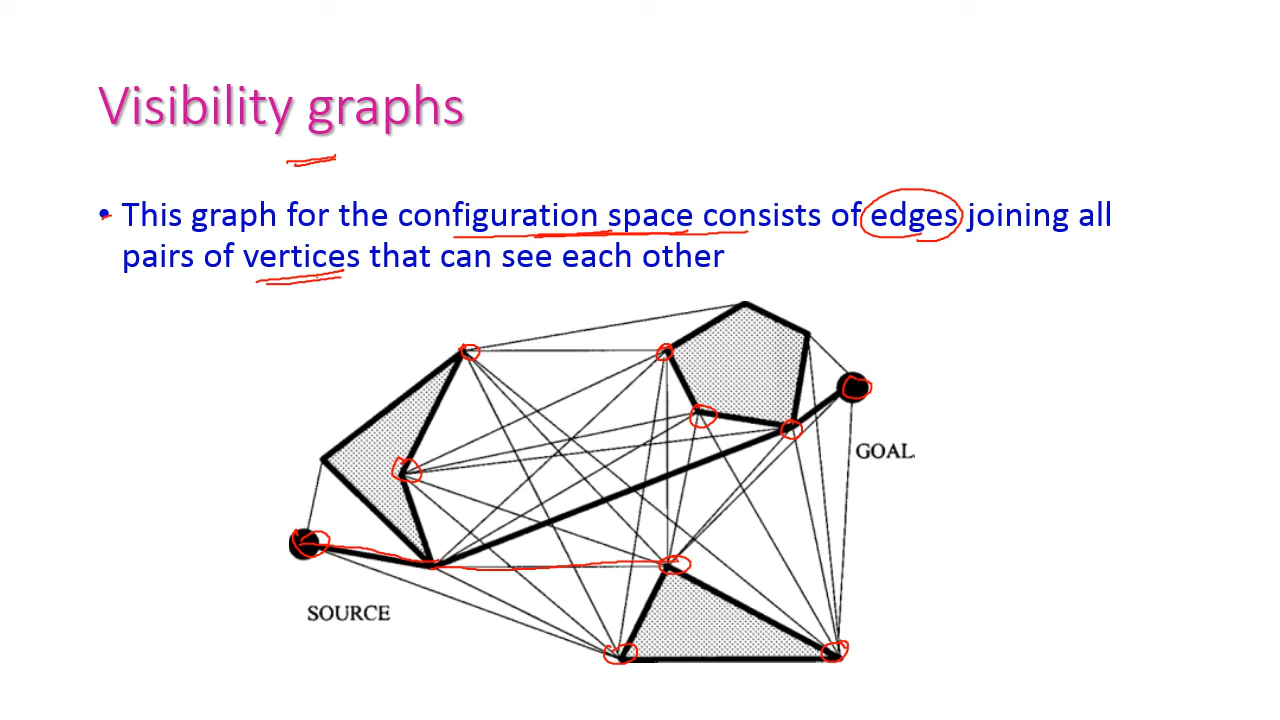 Visibility graphs
• This graph for the configuration space consists of edges joining all
pairs of vertices that can see each other
GOAL
SOURCE